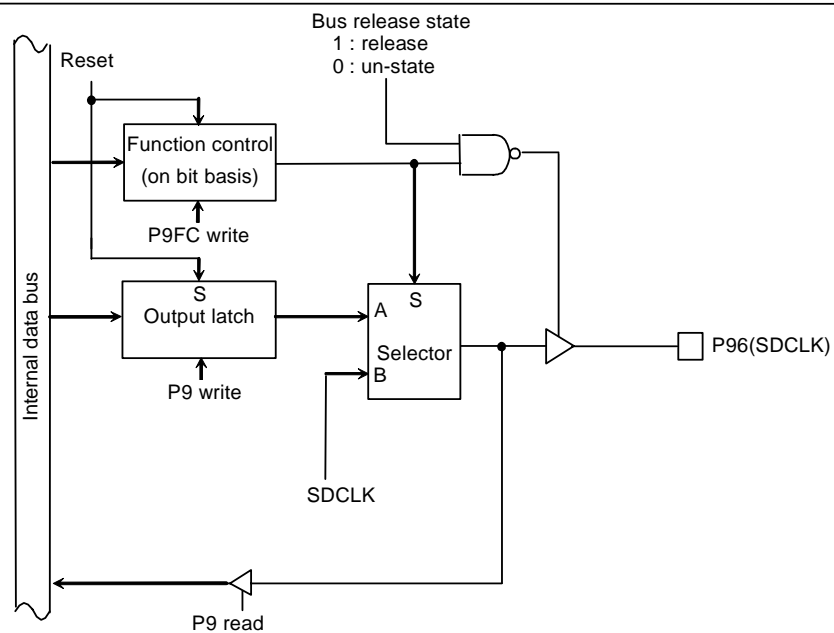 Bus release state
1 : release
0 : un-state
Reset
Function control
(on bit basis)
P9FC write
S
Output latch
P9 write
A
S
Selector
B
SDCLK
P96(SDCLK)
Internal data bus
P9 read